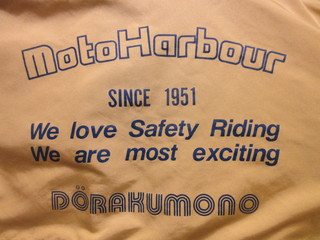 MotoHarbour
SINCE 1951
We love Safety Riding
We are most exciting
DÖRAKUMONO